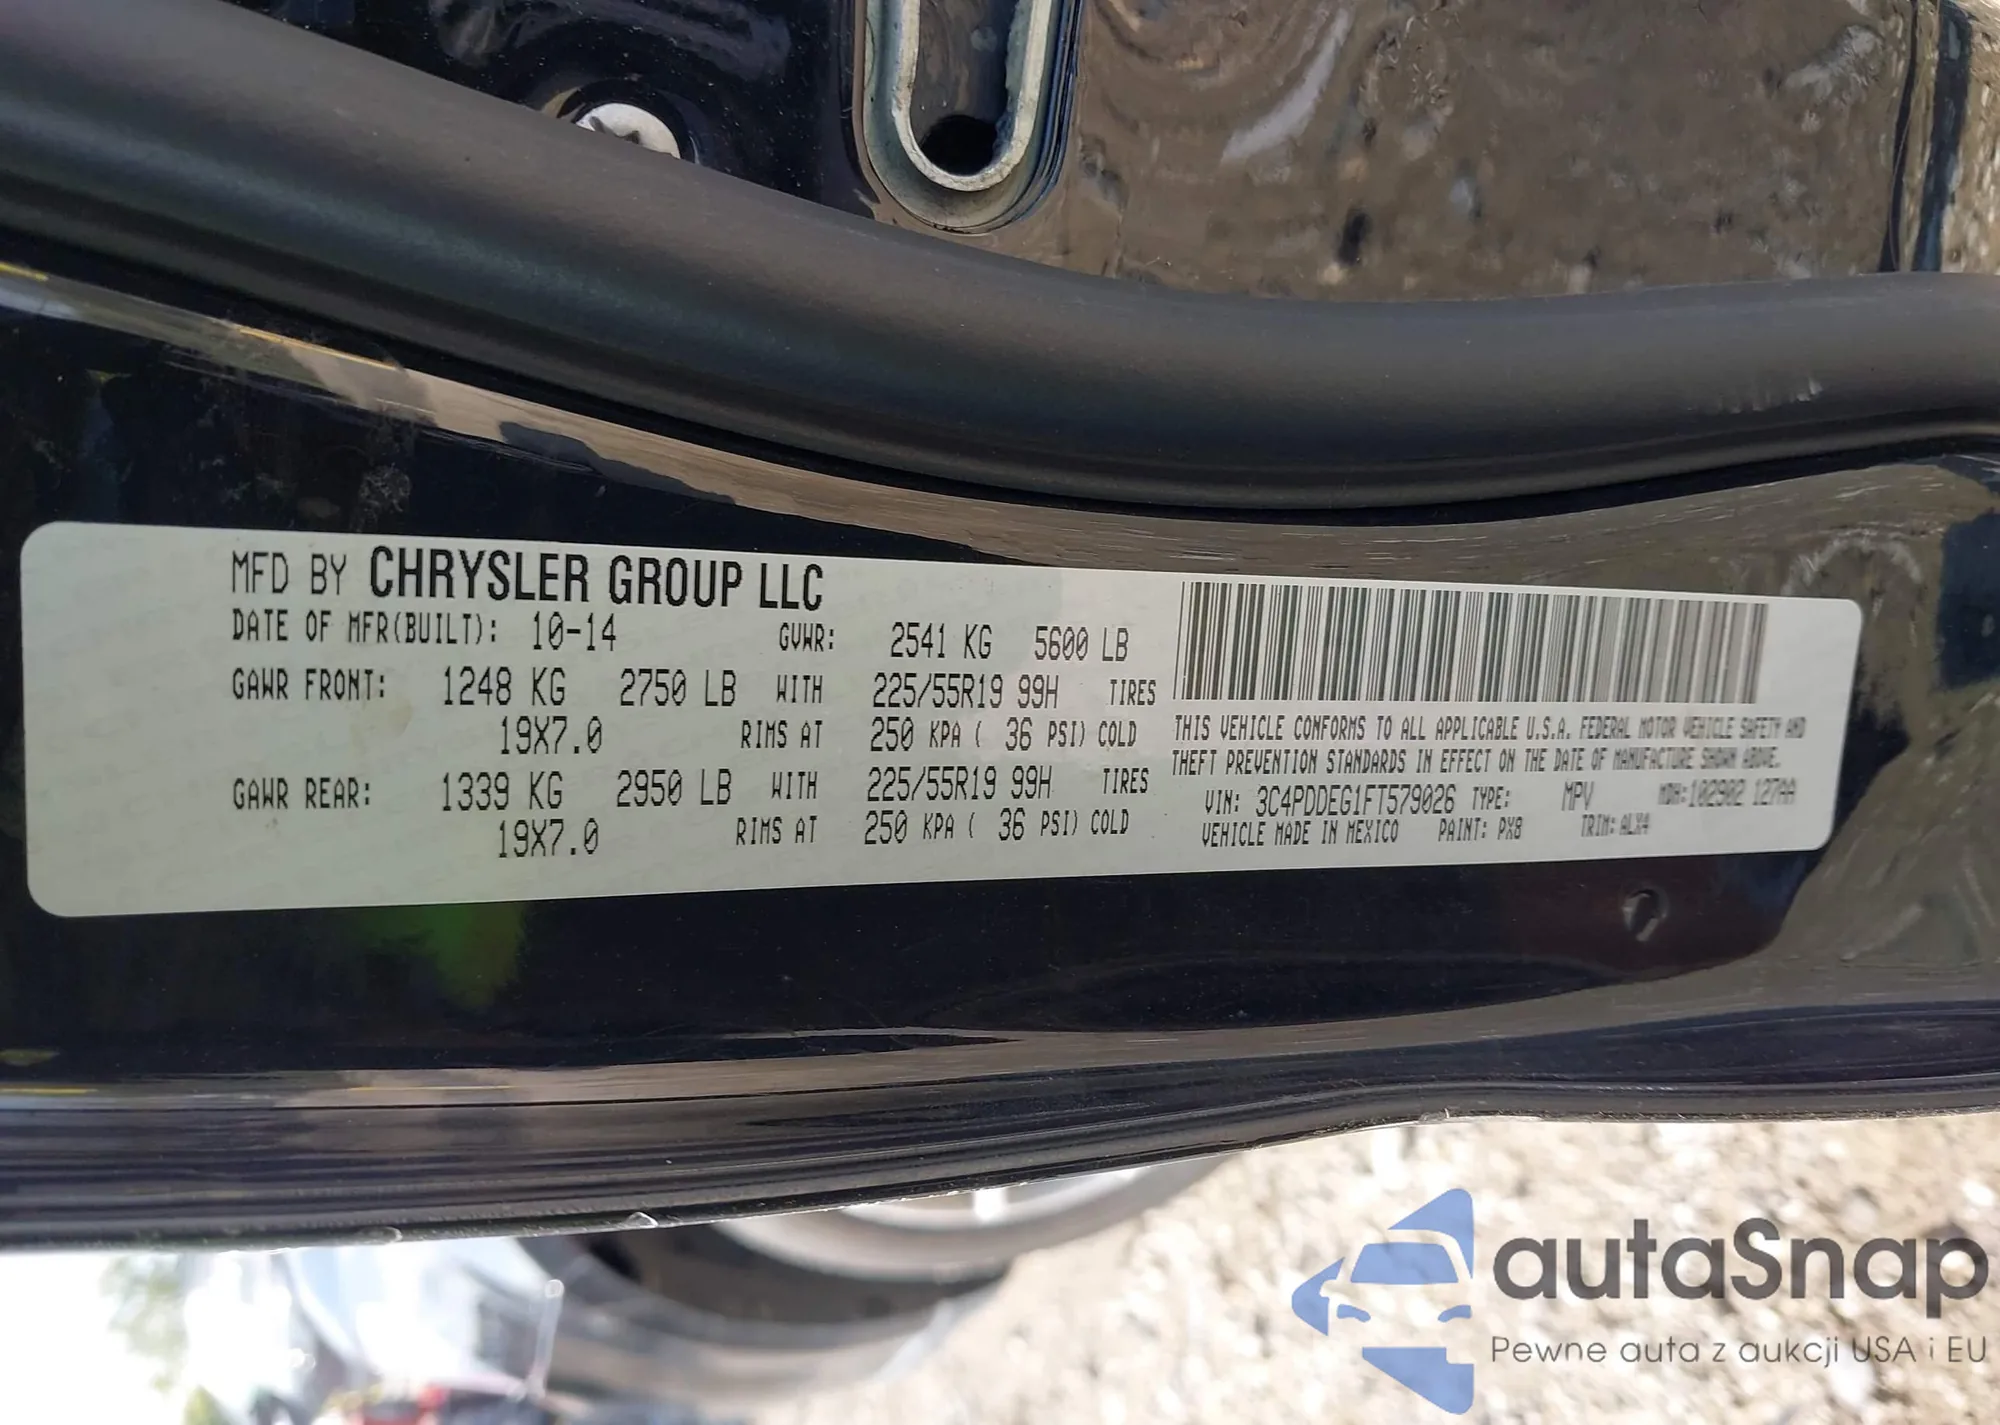 MFD BY CHRYSLER GROUP LLC
DATE OF MFR(BUILT): 10-14 GVWR: 2541 KG 5600 LB
GAWR FRONT: 1248 KG 2750 LB WITH 225/55R19 99H TIRES
19X7.0 RIMS AT 250 KPA ( 36 PSI) COLD
GAWR REAR: 1339 KG 2950 LB WITH 225/55R19 99H TIRES
19X7.0 RIMS AT 250 KPA ( 36 PSI) COLD
THIS VEHICLE CONFORMS TO ALL APPLICABLE U.S.A. FEDERAL MOTOR VEHICLE SAFETY AND
THEFT PREVENTION STANDARDS IN EFFECT ON THE DATE OF MANUFACTURE SHOWN ABOVE.
VIN: 3C4PDDEG1FT579026 TYPE: MPV MDH:102902 127AA
VEHICLE MADE IN MEXICO PAINT: PX8 TRIM: ALX4
autaSnap
Pewne auta z aukcji USA i EU